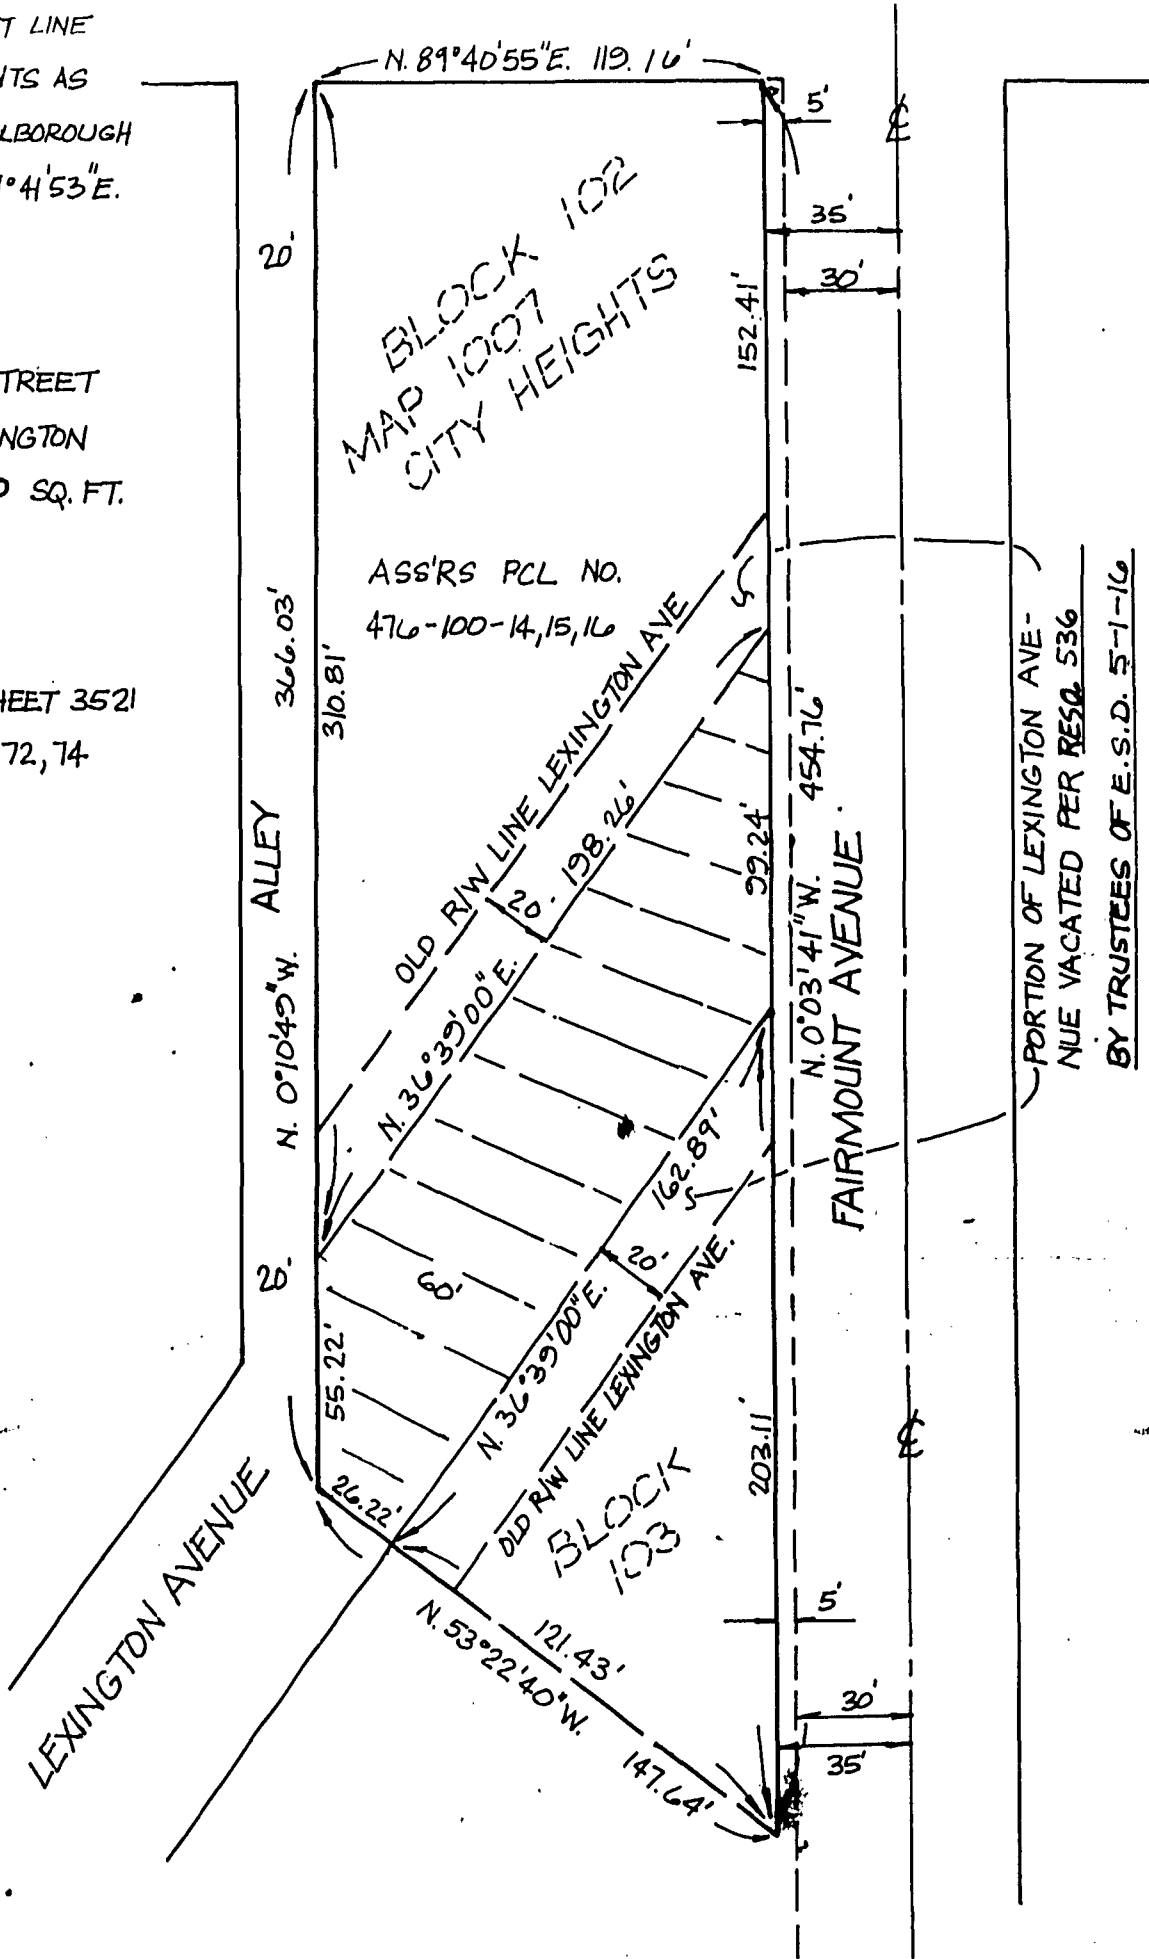 T LINE
NTS AS
LBOROUGH
1°41'53"E.
TREET
NGTON
SQ. FT.
HEET 3521
72, 74
N. 89°40'55"E. 119.16'
5'
℄
35'
30'
20'
BLOCK 102
MAP 1007
CITY HEIGHTS
152.41'
ASS'RS PCL NO.
476-100-14,15,16
366.03'
310.81'
OLD R/W LINE LEXINGTON AVE
198.26'
20'
N. 36°39'00"E.
99.24'
454.76'
N. 0°03'41"W.
FAIRMOUNT AVENUE
PORTION OF LEXINGTON AVE-
NUE VACATED PER RESO. 536
BY TRUSTEES OF E.S.D. 5-1-16
ALLEY
N. 0°10'49"W.
162.89'
20'
20'
60'
55.22'
N. 36°39'00"E.
OLD R/W LINE LEXINGTON AVE.
203.11'
℄
26.22'
BLOCK
103
LEXINGTON AVENUE
5'
121.43'
N. 53°22'40"W.
147.64'
30'
35'